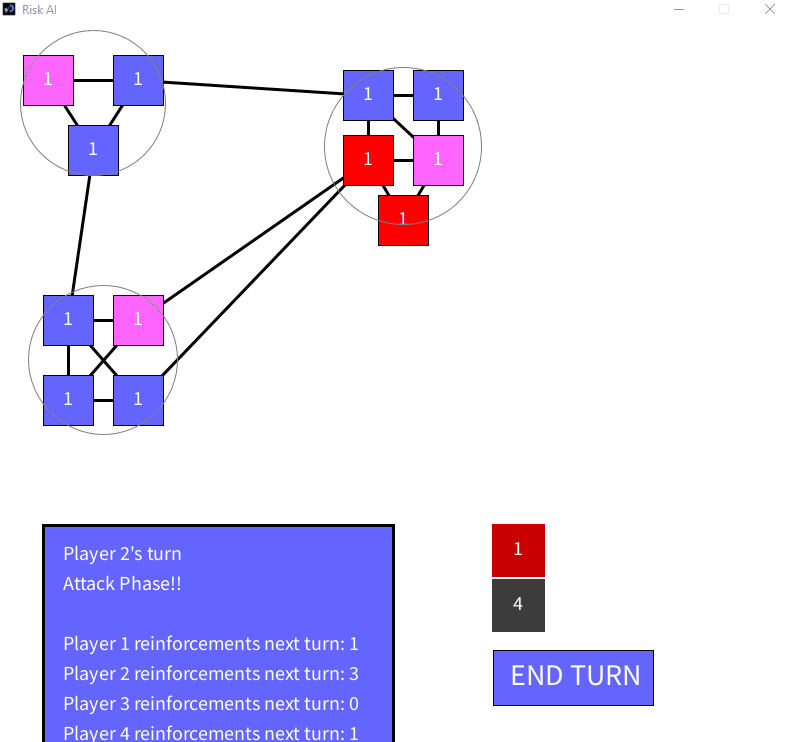 Risk AI
1 1
1 1
1
1 1
1
1 1
1 1
Player 2's turn
Attack Phase!!
Player 1 reinforcements next turn: 1
Player 2 reinforcements next turn: 3
Player 3 reinforcements next turn: 0
Player 4 reinforcements next turn: 1
1
4
END TURN